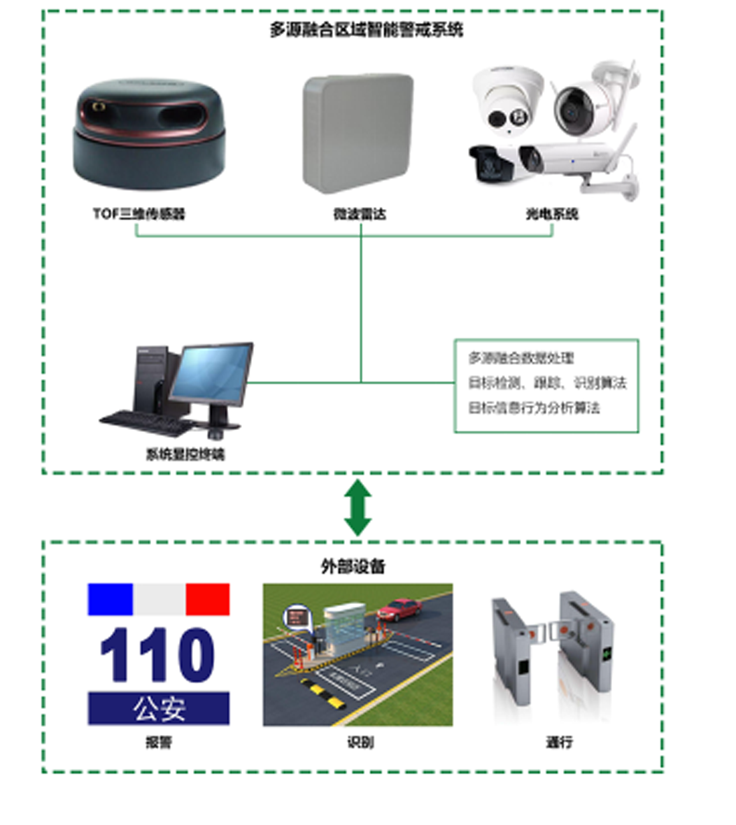 多源融合区域智能警戒系统
TOF三维传感器
微波雷达
光电系统
多源融合数据处理
目标检测、跟踪、识别算法
目标信息行为分析算法
系统显控终端
外部设备
110
公安
入口
报警
识别
通行